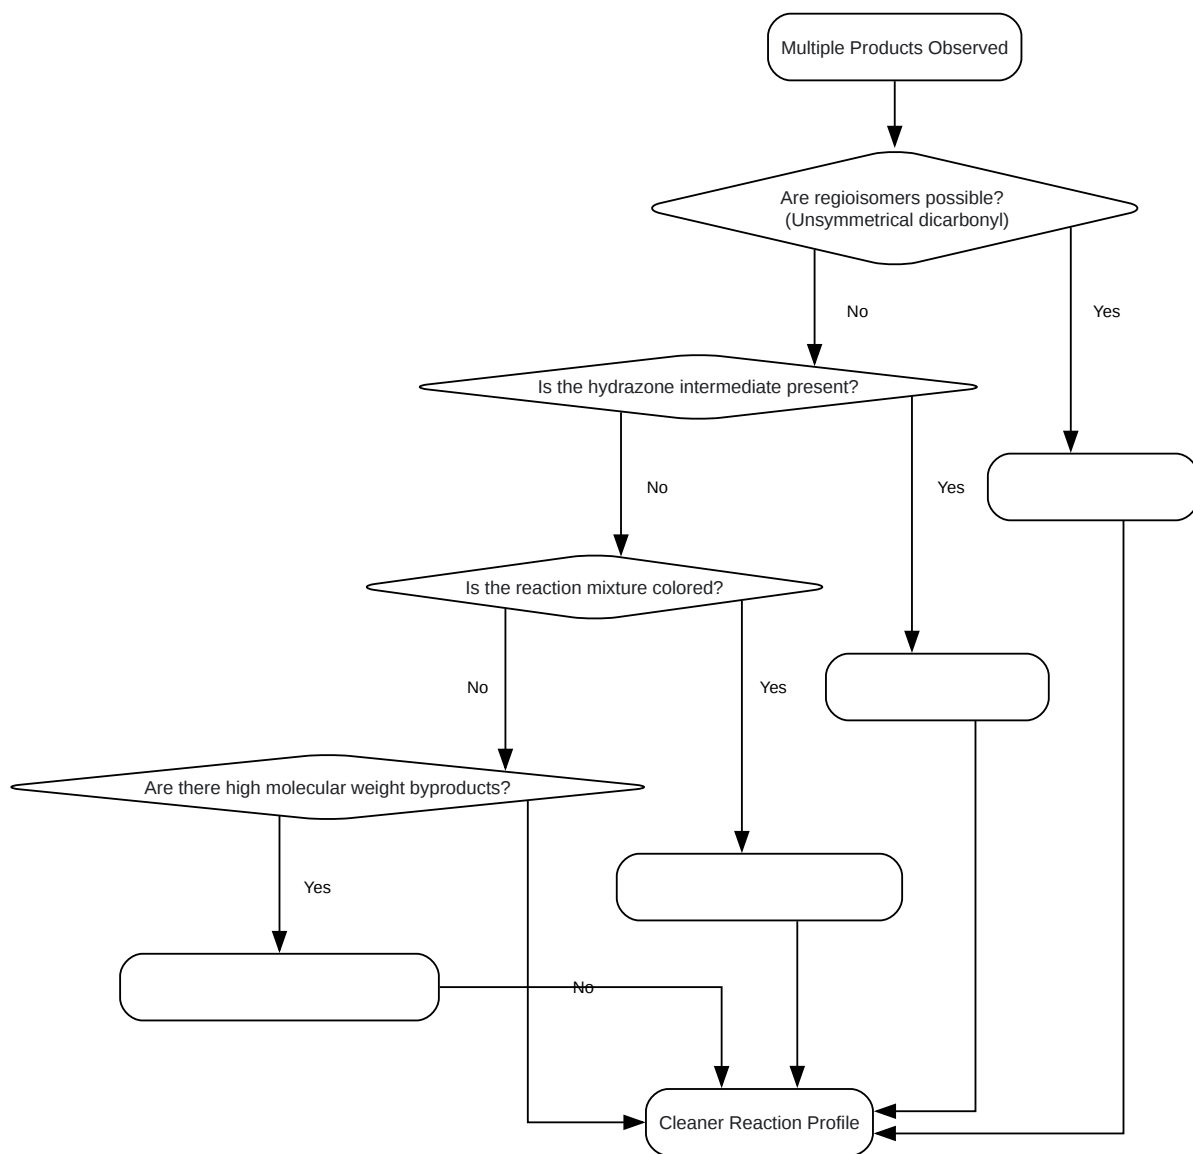 Multiple Products Observed
Are regioisomers possible?
(Unsymmetrical dicarbonyl)
No
Yes
Is the hydrazone intermediate present?
No
Yes
Is the reaction mixture colored?
No
Yes
Are there high molecular weight byproducts?
Yes
No
Cleaner Reaction Profile